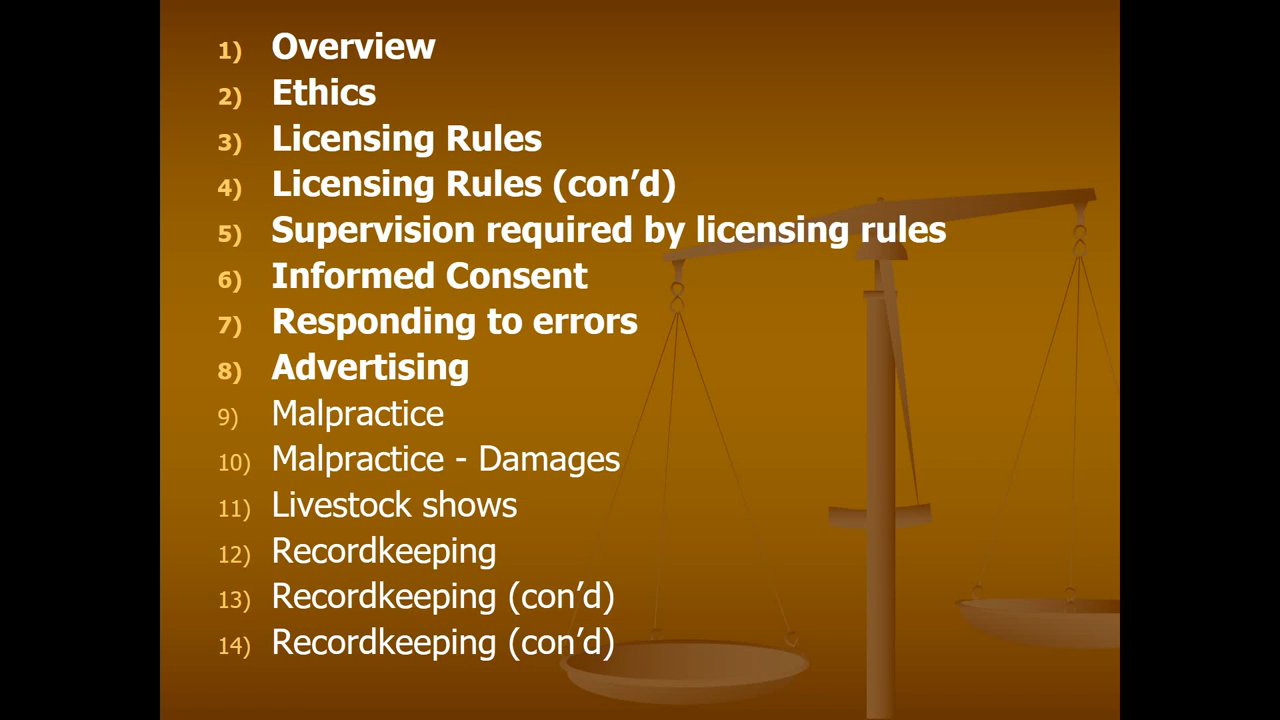 1) Overview
2) Ethics
3) Licensing Rules
4) Licensing Rules (con’d)
5) Supervision required by licensing rules
6) Informed Consent
7) Responding to errors
8) Advertising
9) Malpractice
10) Malpractice - Damages
11) Livestock shows
12) Recordkeeping
13) Recordkeeping (con’d)
14) Recordkeeping (con’d)